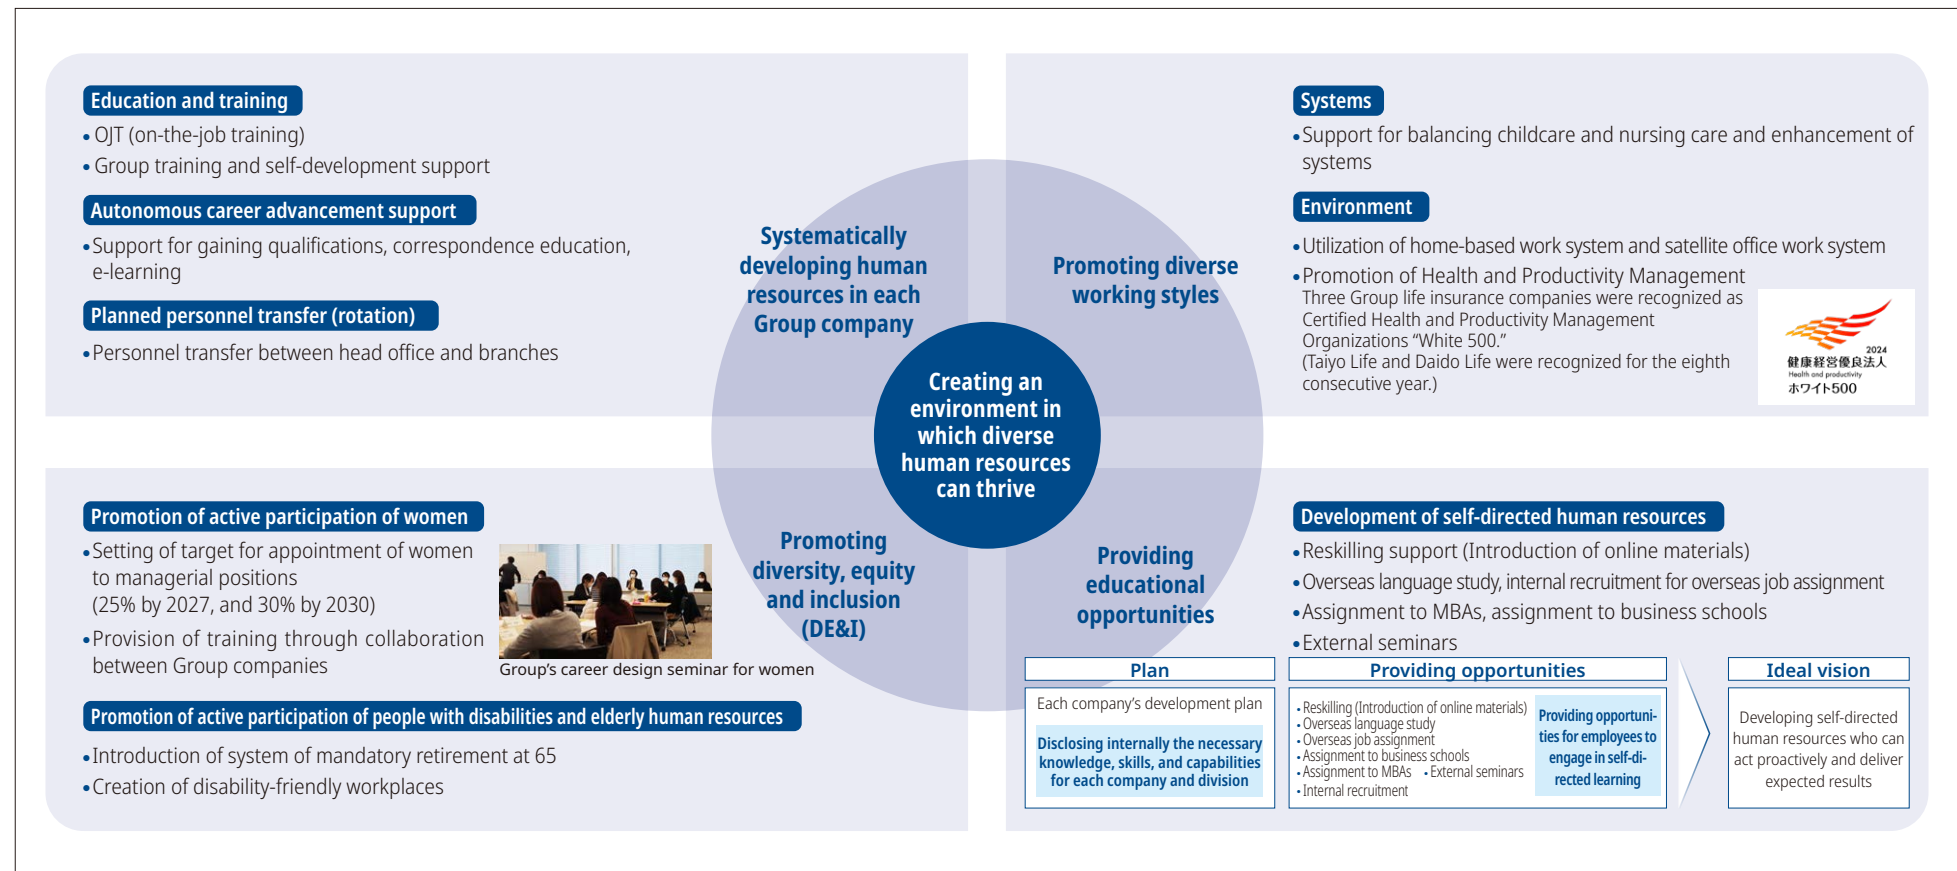 Education and training
• OJT (on-the-job training)
• Group training and self-development support
Autonomous career advancement support
• Support for gaining qualifications, correspondence education,
e-learning
Planned personnel transfer (rotation)
• Personnel transfer between head office and branches
Systematically
developing human
resources in each
Group company
Promoting diverse
working styles
Systems
• Support for balancing childcare and nursing care and enhancement of
systems
Environment
• Utilization of home-based work system and satellite office work system
• Promotion of Health and Productivity Management
Three Group life insurance companies were recognized as
Certified Health and Productivity Management
Organizations “White 500.”
(Taiyo Life and Daido Life were recognized for the eighth
consecutive year.)
2024
健康経営優良法人
Health and productivity
ホワイト500
Creating an
environment in
which diverse
human resources
can thrive
Promotion of active participation of women
• Setting of target for appointment of women
to managerial positions
(25% by 2027, and 30% by 2030)
• Provision of training through collaboration
between Group companies
Group’s career design seminar for women
Promotion of active participation of people with disabilities and elderly human resources
• Introduction of system of mandatory retirement at 65
• Creation of disability-friendly workplaces
Promoting
diversity, equity
and inclusion
(DE&I)
Providing
educational
opportunities
Development of self-directed human resources
• Reskilling support (Introduction of online materials)
• Overseas language study, internal recruitment for overseas job assignment
• Assignment to MBAs, assignment to business schools
• External seminars
Plan
Each company’s development plan
Disclosing internally the necessary
knowledge, skills, and capabilities
for each company and division
Providing opportunities
• Reskilling (Introduction of online materials)
• Overseas language study
• Overseas job assignment
• Assignment to business schools
• Assignment to MBAs • External seminars
• Internal recruitment
Providing opportuni-
ties for employees to
engage in self-di-
rected learning
Ideal vision
Developing self-directed
human resources who can
act proactively and deliver
expected results